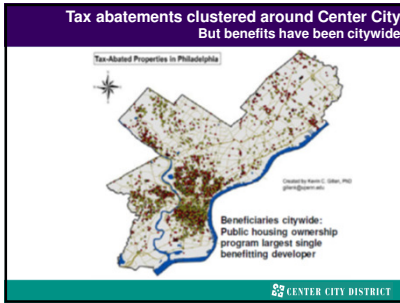 Tax abatements clustered around Center City
But benefits have been citywide
Tax-Abated Properties in Philadelphia
Created by Kevin C. Gillen, PhD
Beneficiaries citywide:
Public housing ownership
program largest single
benefitting developer
CENTER CITY DISTRICT